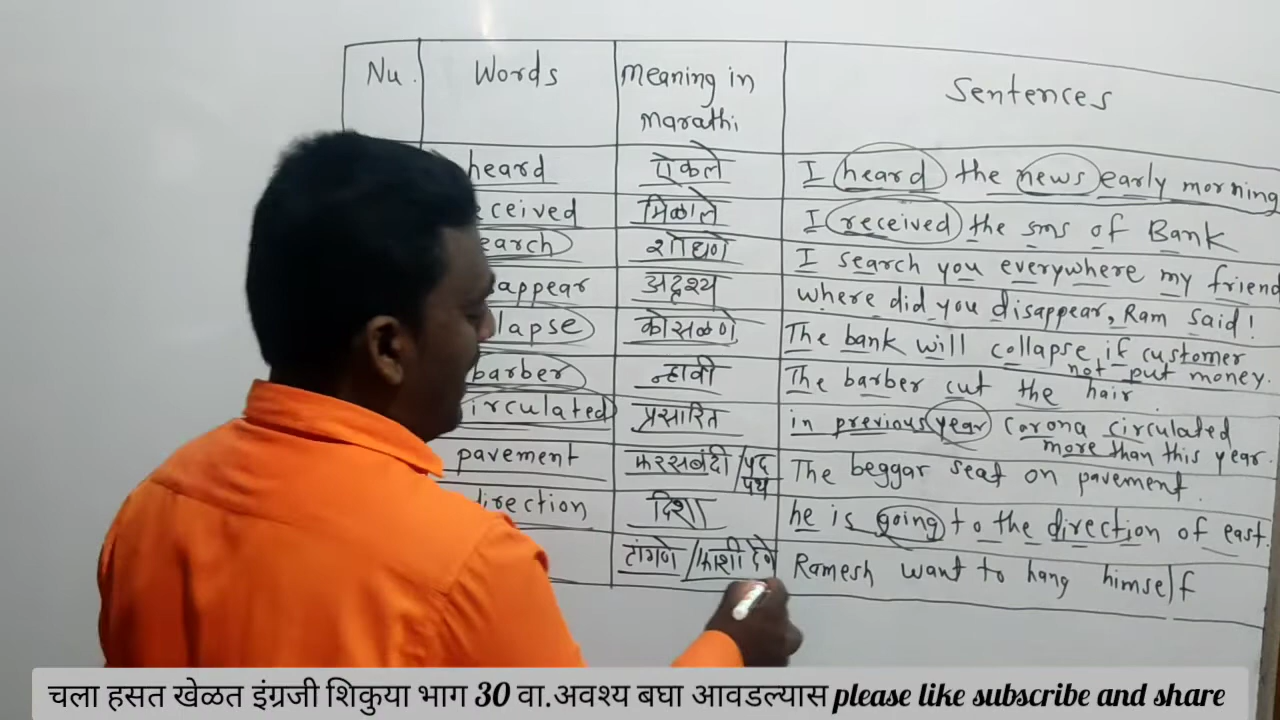 Nu. Words Meaning in Marathi Sentences
heard ऐकले I heard the news early morning
ceived मिळाले I received the sms of Bank
earch शोधणे I search you everywhere my friend
appear अदृश्य where did you disappear, Ram said!
lapse कोसळणे The bank will collapse if customer not put money.
barber न्हावी The barber cut the hair
irculated प्रसारित in previous year Corona circulated more than this year.
pavement फरसबंदी/पद पथ The beggar seat on pavement.
irection दिशा he is going to the direction of east.
टांगणे/फाशी देणे Ramesh want to hang himself
चला हसत खेळत इंग्रजी शिकुया भाग 30 वा.अवश्य बघा आवडल्यास please like subscribe and share